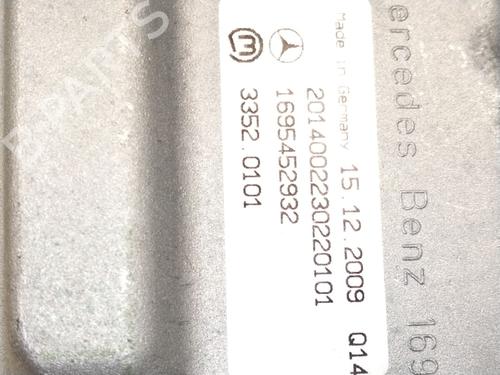 ercedes Benz 169
Made in Germany 15.12.2009 Q14
2014002230220101
1695452932
3352.0101
PARTS